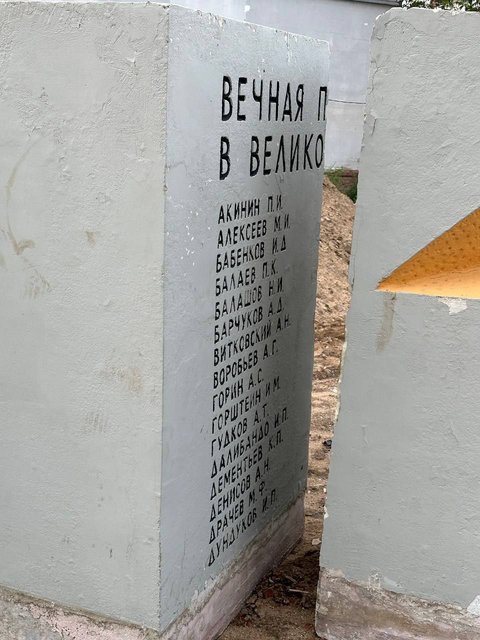 ВЕЧНАЯ П
В ВЕЛИКО
АКИНИН П.И.
АЛЕКСЕЕВ М.И.
БАБЕНКОВ И.Д
БАЛАЕВ П.К.
БАЛАШОВ Н.И.
БАРЧУКОВ А.Д.
ВИТКОВСКИЙ А.Н.
ВОРОБЬЕВ А.Г.
ГОРИН А.С.
ГОРШТЕЙН И.М.
ГУДКОВ А.Т.
ДАЛИБАНДО И.П.
ДЕМЕНТЬЕВ К.П.
ДЕНИСОВ А.Н.
ДРАЧЕВ М.Ф.
ДУНДУКОВ И.П.